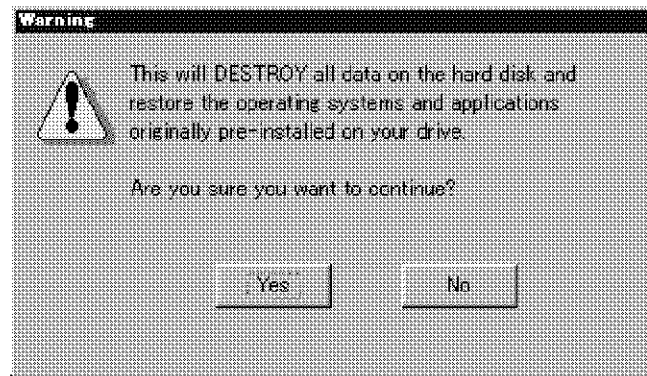 Warning
This will DESTROY all data on the hard disk and
restore the operating systems and applications
originally pre-installed on your drive.
Are you sure you want to continue?
Yes
No